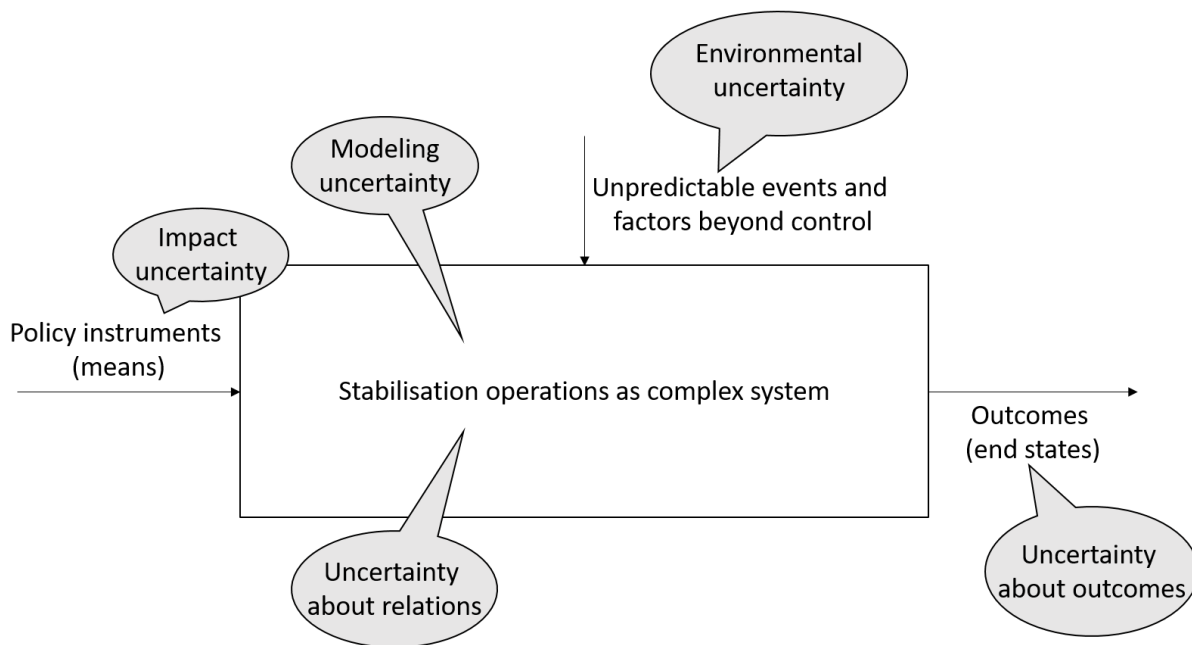 Environmental
uncertainty
Modeling
uncertainty
Unpredictable events and
factors beyond control
Impact
uncertainty
Policy instruments
(means)
Stabilisation operations as complex system
Outcomes
(end states)
Uncertainty
about relations
Uncertainty
about outcomes